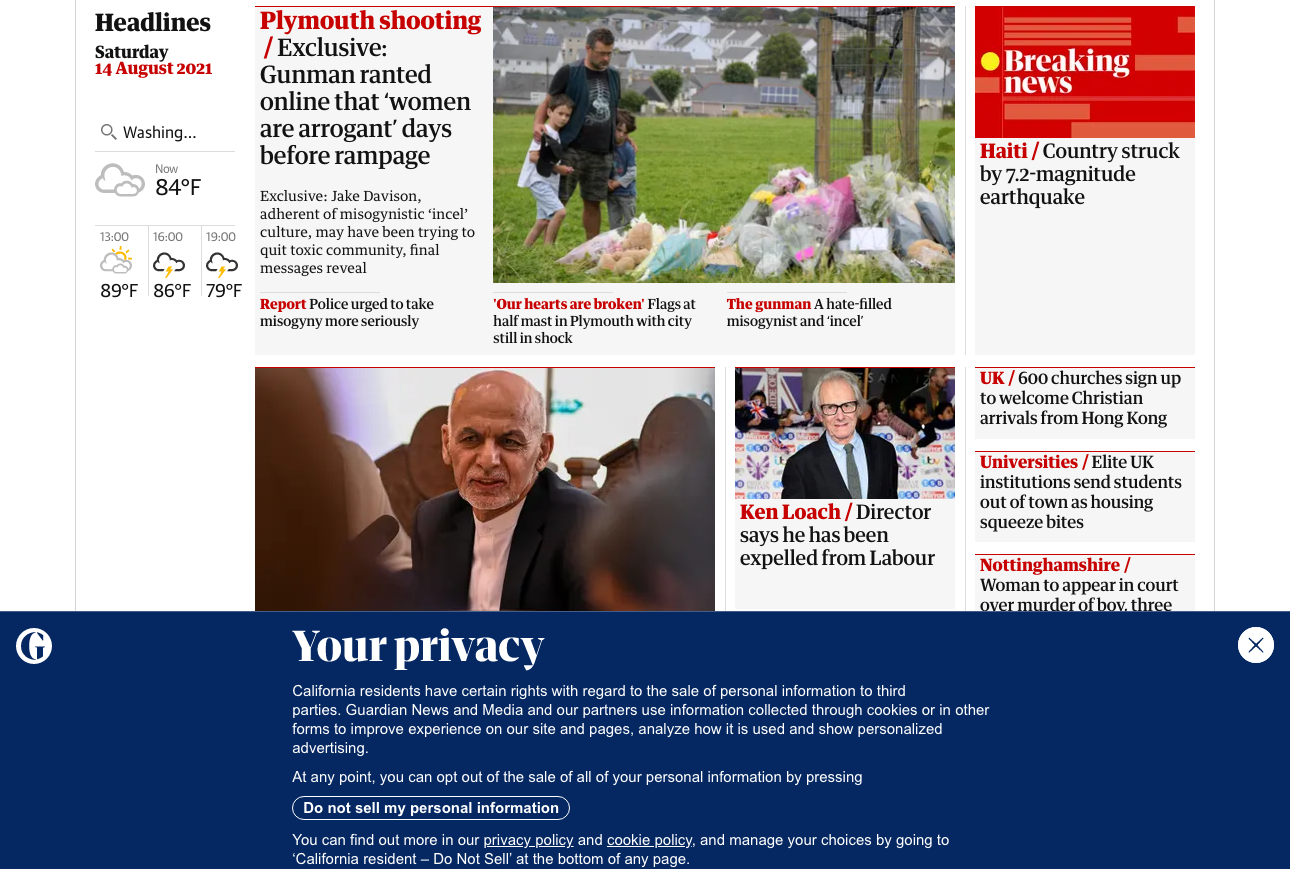 Headlines
Saturday
14 August 2021
Washing...
Now
84°F
13:00
16:00
19:00
89°F
86°F
79°F
Plymouth shooting
/ Exclusive:
Gunman ranted
online that ‘women
are arrogant’ days
before rampage
Exclusive: Jake Davison,
adherent of misogynistic ‘incel’
culture, may have been trying to
quit toxic community, final
messages reveal
Report Police urged to take
misogyny more seriously
'Our hearts are broken' Flags at
half mast in Plymouth with city
still in shock
The gunman A hate-filled
misogynist and ‘incel’
Breaking
news
Haiti / Country struck
by 7.2-magnitude
earthquake
Ken Loach / Director
says he has been
expelled from Labour
UK / 600 churches sign up
to welcome Christian
arrivals from Hong Kong
Universities / Elite UK
institutions send students
out of town as housing
squeeze bites
Nottinghamshire /
Woman to appear in court
over murder of boy, three
G
Your privacy
California residents have certain rights with regard to the sale of personal information to third
parties. Guardian News and Media and our partners use information collected through cookies or in other
forms to improve experience on our site and pages, analyze how it is used and show personalized
advertising.
At any point, you can opt out of the sale of all of your personal information by pressing
Do not sell my personal information
You can find out more in our privacy policy and cookie policy, and manage your choices by going to
‘California resident – Do Not Sell’ at the bottom of any page.